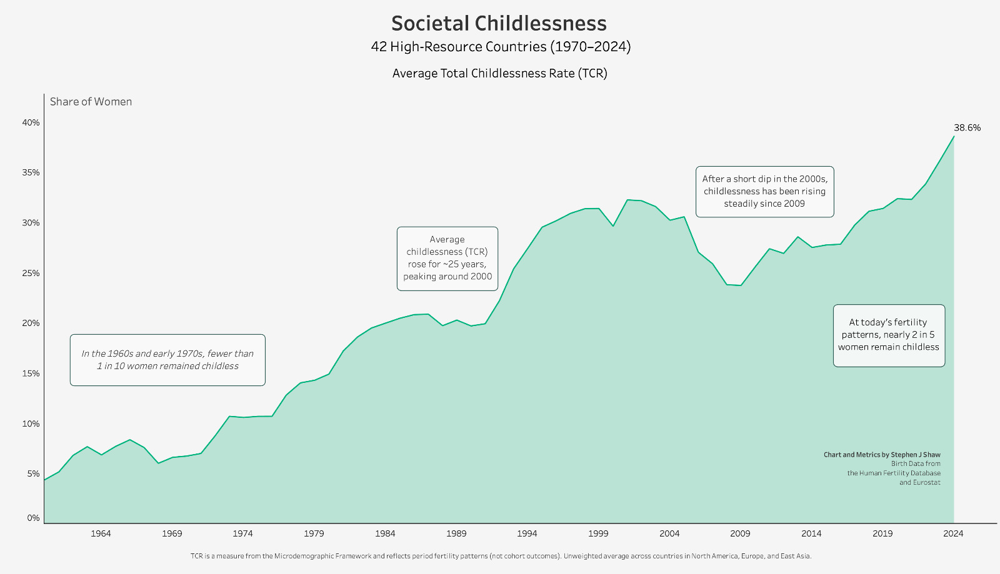 Societal Childlessness
42 High-Resource Countries (1970–2024)
Average Total Childlessness Rate (TCR)
Share of Women
40%
35%
30%
25%
20%
15%
10%
5%
0%
38.6%
After a short dip in the 2000s,
childlessness has been rising
steadily since 2009
Average
childlessness (TCR)
rose for ~25 years,
peaking around 2000
At today's fertility
patterns, nearly 2 in 5
women remain childless
In the 1960s and early 1970s, fewer than
1 in 10 women remained childless
Chart and Metrics by Stephen J Shaw
Birth Data from
the Human Fertility Database
and Eurostat
1964 1969 1974 1979 1984 1989 1994 1999 2004 2009 2014 2019 2024
TCR is a measure from the Microdemographic Framework and reflects period fertility patterns (not cohort outcomes). Unweighted average across countries in North America, Europe, and East Asia.